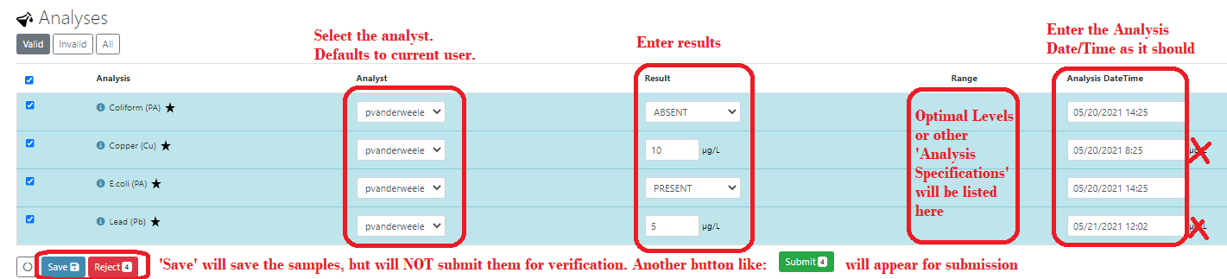 Analyses
Valid Invalid All
Select the analyst.
Defaults to current user.
Enter results
Enter the Analysis
Date/Time as it should
Analysis Analyst Result Range Analysis DateTime
Coliform (PA) pvanderweele ABSENT 05/20/2021 14:25
Copper (Cu) pvanderweele 10 µg/L 05/20/2021 8:25
E.coli (PA) pvanderweele PRESENT 05/20/2021 14:25
Lead (Pb) pvanderweele 5 µg/L 05/21/2021 12:02
Optimal Levels
or other
'Analysis
Specifications'
will be listed
here
Save Reject 4 'Save' will save the samples, but will NOT submit them for verification. Another button like: Submit 4 will appear for submission